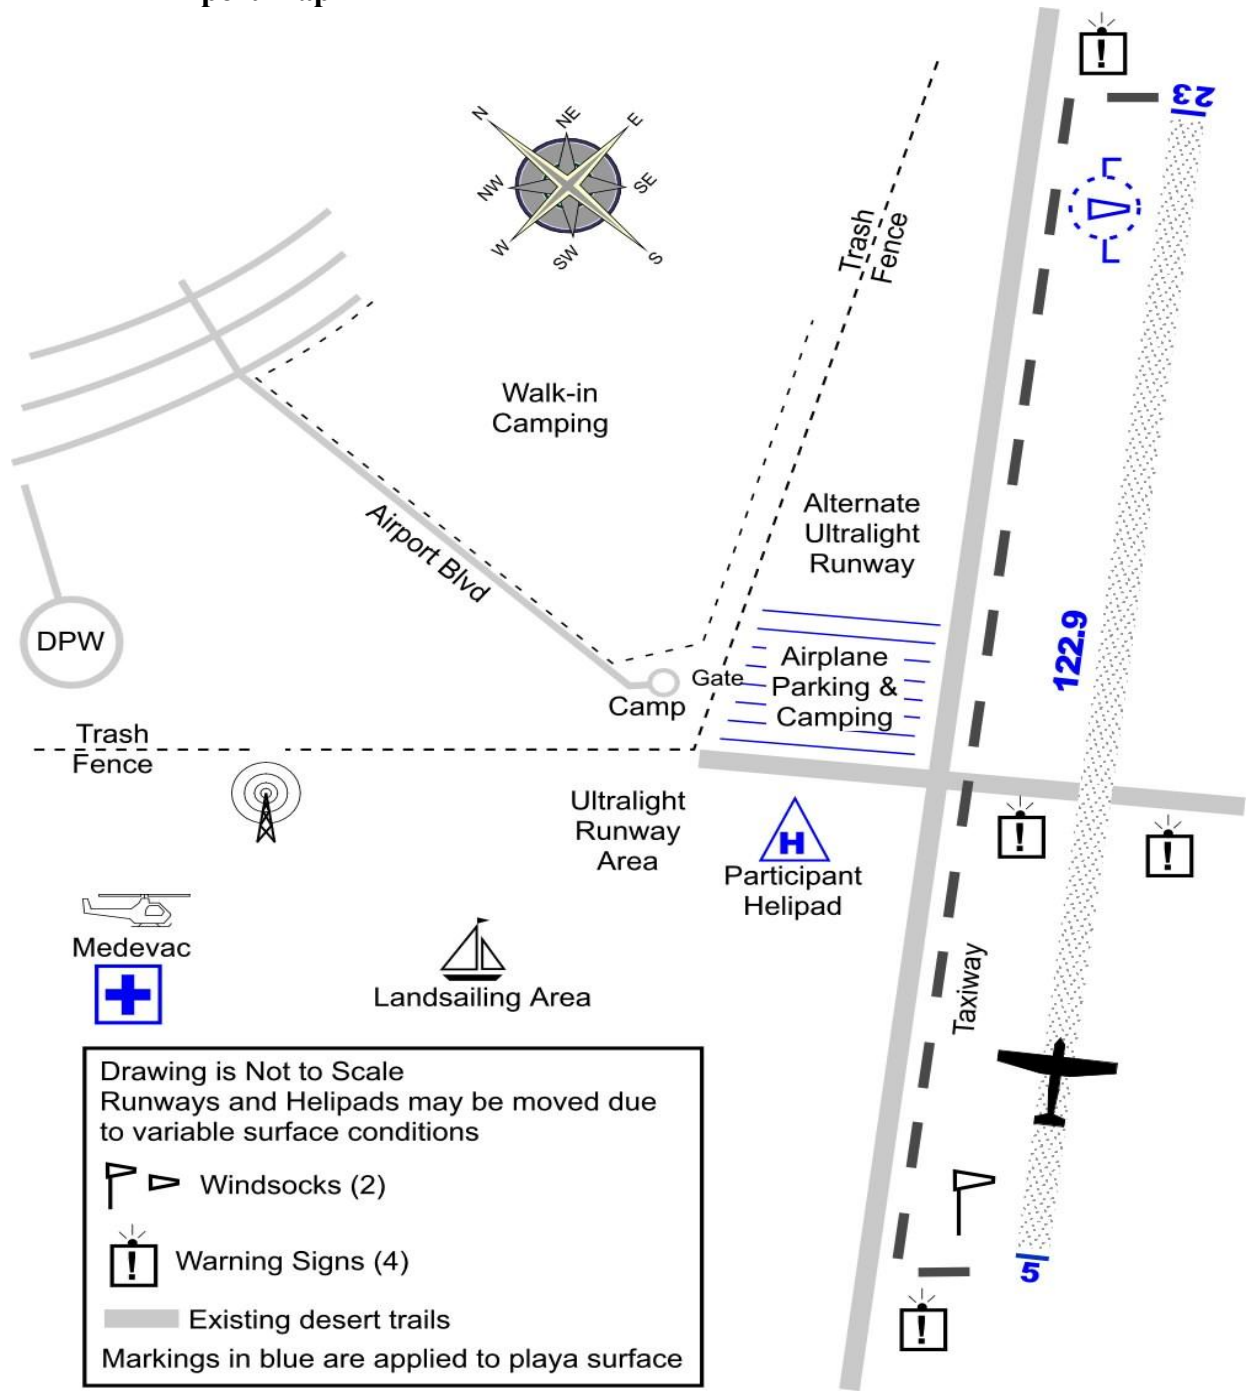 N
NE
E
NW
SE
W
SW
S
23
Trash
Fence
Walk-in
Camping
Airport Blvd
Alternate
Ultralight
Runway
122.9
DPW
Airplane
Parking &
Camping
Gate
Camp
Trash
Fence
Ultralight
Runway
Area
H
Participant
Helipad
!
!
!
!
Medevac
Landsailing Area
Taxiway
5
Drawing is Not to Scale
Runways and Helipads may be moved due
to variable surface conditions
Windsocks (2)
! Warning Signs (4)
Existing desert trails
Markings in blue are applied to playa surface